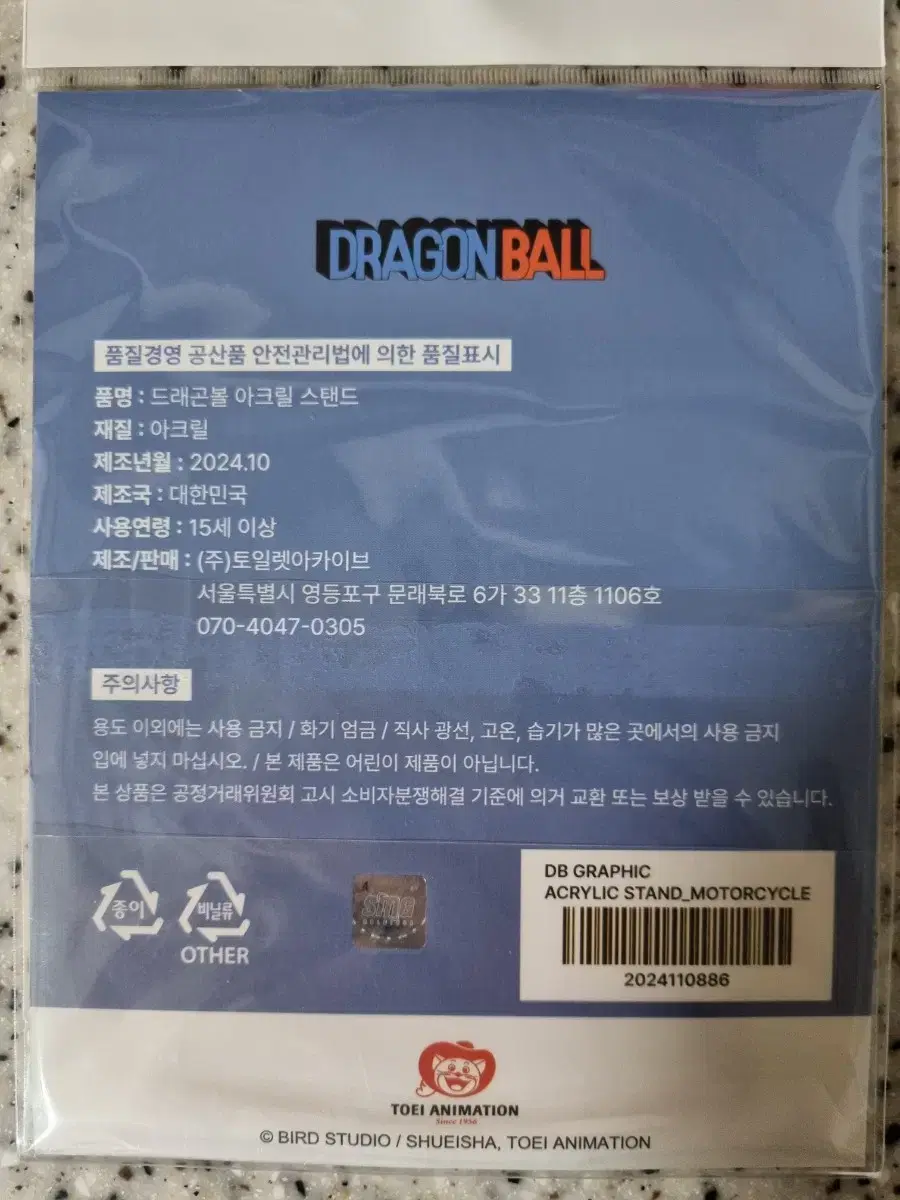 DRAGON BALL
품질경영 공산품 안전관리법에 의한 품질표시
품명 : 드래곤볼 아크릴 스탠드
재질 : 아크릴
제조년월 : 2024.10
제조국 : 대한민국
사용연령 : 15세 이상
제조/판매 : (주)토일렛아카이브
서울특별시 영등포구 문래북로 6가 33 11층 1106호
070-4047-0305
주의사항
용도 이외에는 사용 금지 / 화기 엄금 / 직사 광선, 고온, 습기가 많은 곳에서의 사용 금지
입에 넣지 마십시오. / 본 제품은 어린이 제품이 아닙니다.
본 상품은 공정거래위원회 고시 소비자분쟁해결 기준에 의거 교환 또는 보상 받을 수 있습니다.
종이
비닐류
OTHER
smg
DB GRAPHIC
ACRYLIC STAND_MOTORCYCLE
2024110886
TOEI ANIMATION
Since 1956
© BIRD STUDIO / SHUEISHA, TOEI ANIMATION